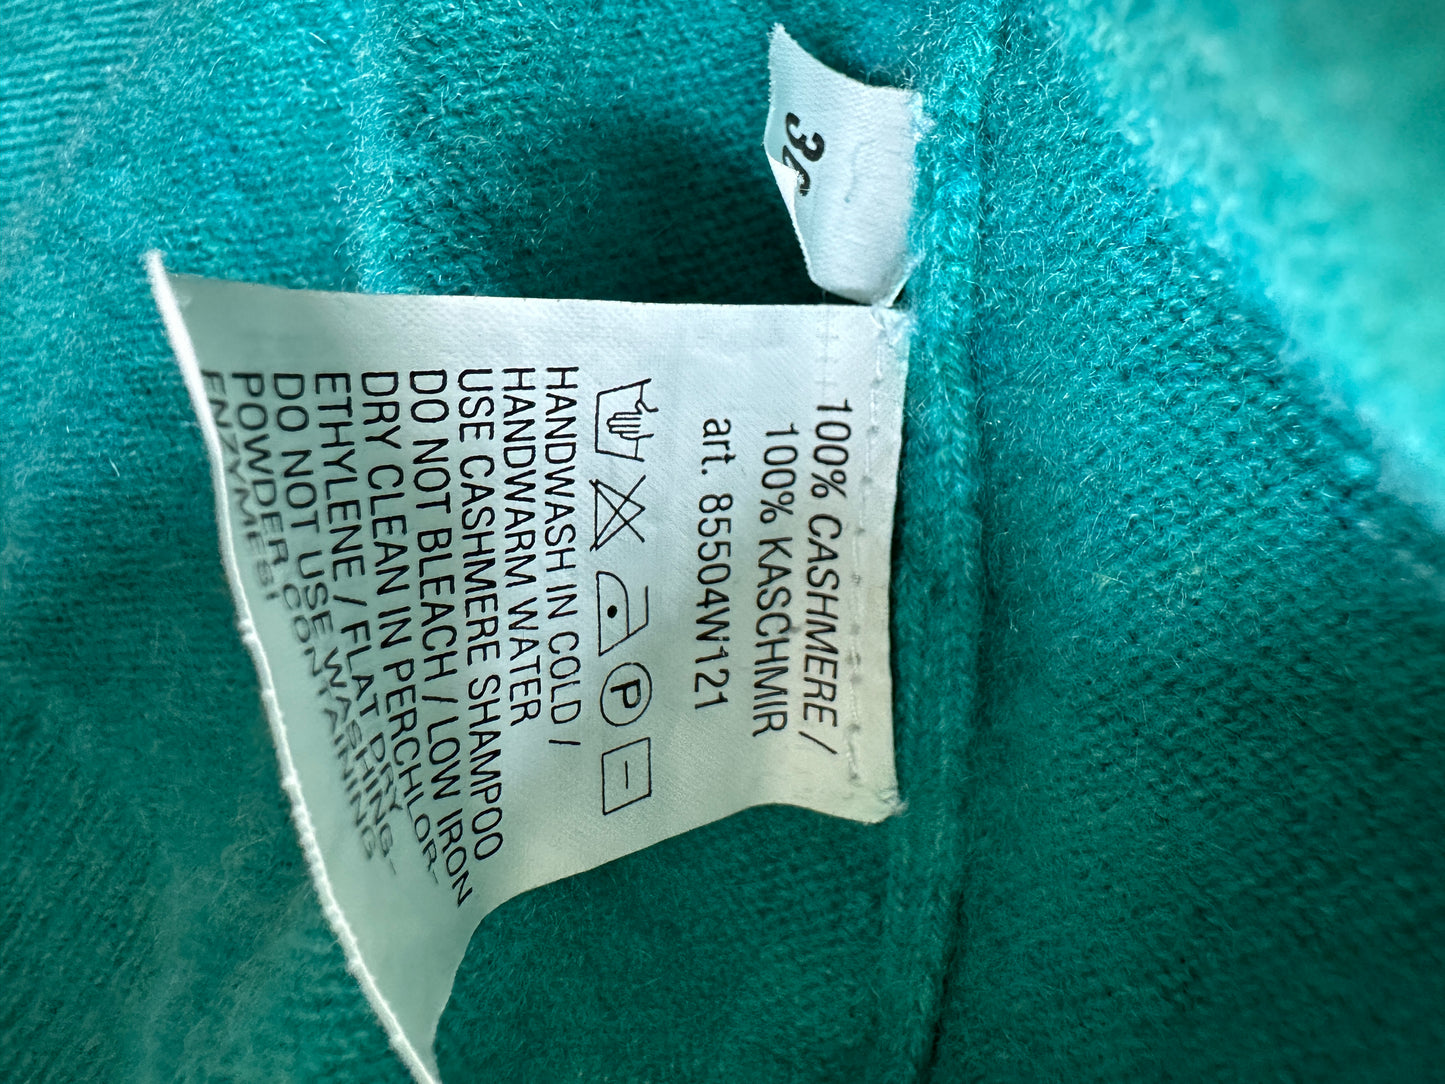 100% CASHMERE /
100% KASCHMIR
art. 85504W121
P
HANDWASH IN COLD /
HANDWARM WATER
USE CASHMERE SHAMPOO
DO NOT BLEACH / LOW IRON
DRY CLEAN IN PERCHLOR-
ETHYLENE / FLAT DRY
DO NOT USE WASHING-
POWDER CONTAINING
ENZYMES!